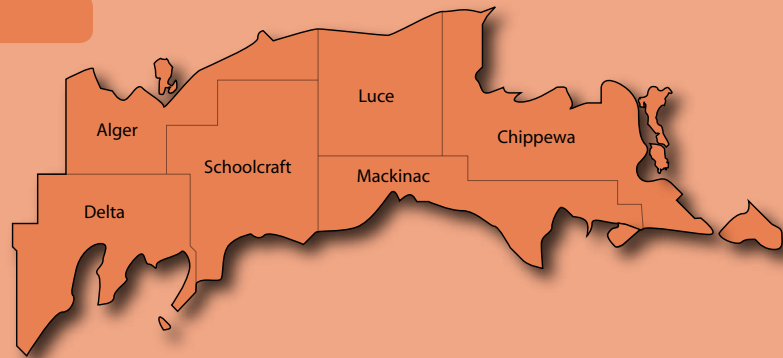 Luce
Alger
Chippewa
Schoolcraft
Mackinac
Delta